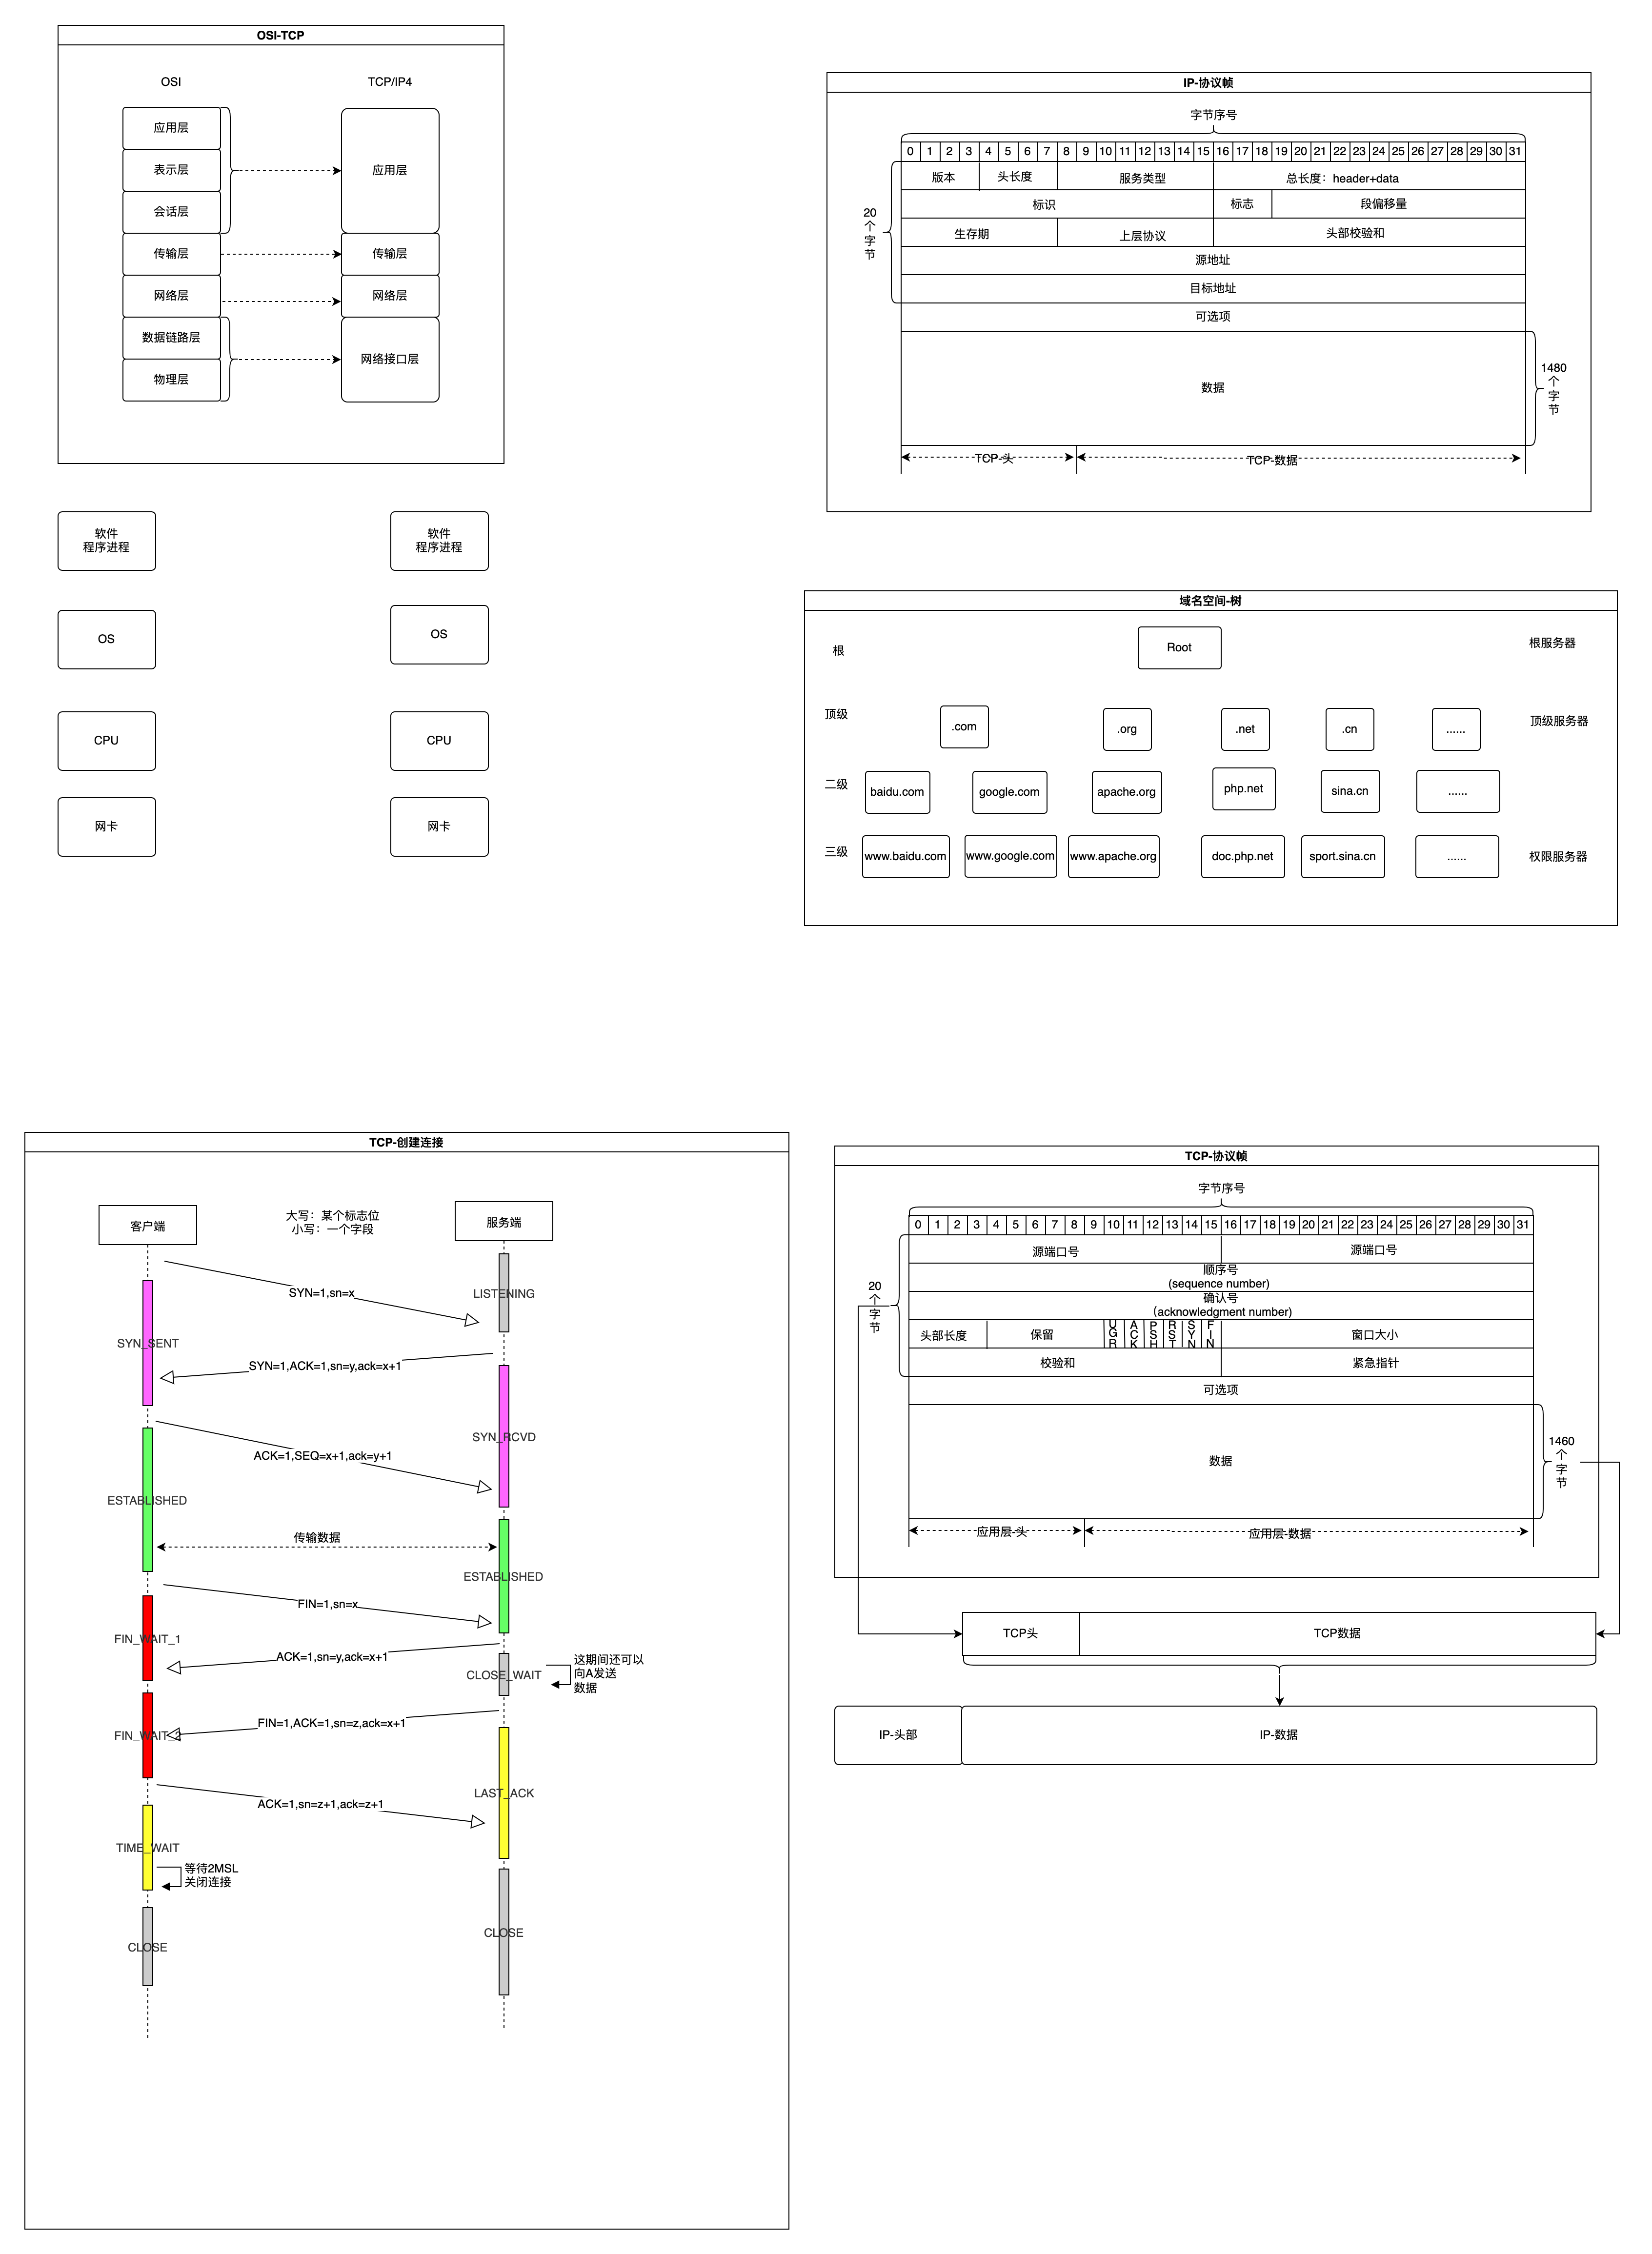 OSI-TCP
OSI
TCP/IP4
应用层
表示层
会话层
传输层
网络层
数据链路层
物理层
应用层
传输层
网络层
网络接口层
软件
程序进程
OS
CPU
网卡
软件
程序进程
OS
CPU
网卡
IP-协议帧
字节序号
0 1 2 3 4 5 6 7 8 9 10 11 12 13 14 15 16 17 18 19 20 21 22 23 24 25 26 27 28 29 30 31
20
个
字
节
版本 头长度 服务类型 总长度：header+data
标识 标志 段偏移量
生存期 上层协议 头部校验和
源地址
目标地址
可选项
数据
1480
个
字
节
TCP-头 TCP-数据
域名空间-树
根 Root 根服务器
顶级 .com .org .net .cn ...... 顶级服务器
二级 baidu.com google.com apache.org php.net sina.cn ......
三级 www.baidu.com www.google.com www.apache.org doc.php.net sport.sina.cn ...... 权限服务器
TCP-创建连接
客户端
大写：某个标志位
小写：一个字段
服务端
SYN=1,sn=x
LISTENING
SYN_SENT
SYN=1,ACK=1,sn=y,ack=x+1
SYN_RCVD
ACK=1,SEQ=x+1,ack=y+1
ESTABLISHED
传输数据
ESTABLISHED
FIN=1,sn=x
FIN_WAIT_1
ACK=1,sn=y,ack=x+1
CLOSE_WAIT
这期间还可以
向A发送
数据
FIN=1,ACK=1,sn=z,ack=x+1
FIN_WAIT_2
LAST_ACK
ACK=1,sn=z+1,ack=z+1
TIME_WAIT
等待2MSL
关闭连接
CLOSE
CLOSE
TCP-协议帧
字节序号
0 1 2 3 4 5 6 7 8 9 10 11 12 13 14 15 16 17 18 19 20 21 22 23 24 25 26 27 28 29 30 31
20
个
字
节
源端口号 源端口号
顺序号
(sequence number)
确认号
（acknowledgment number)
头部长度 保留 UGR ACK PSH RST SYN FIN 窗口大小
校验和 紧急指针
可选项
数据
1460
个
字
节
应用层-头 应用层-数据
TCP头 TCP数据
IP-头部 IP-数据